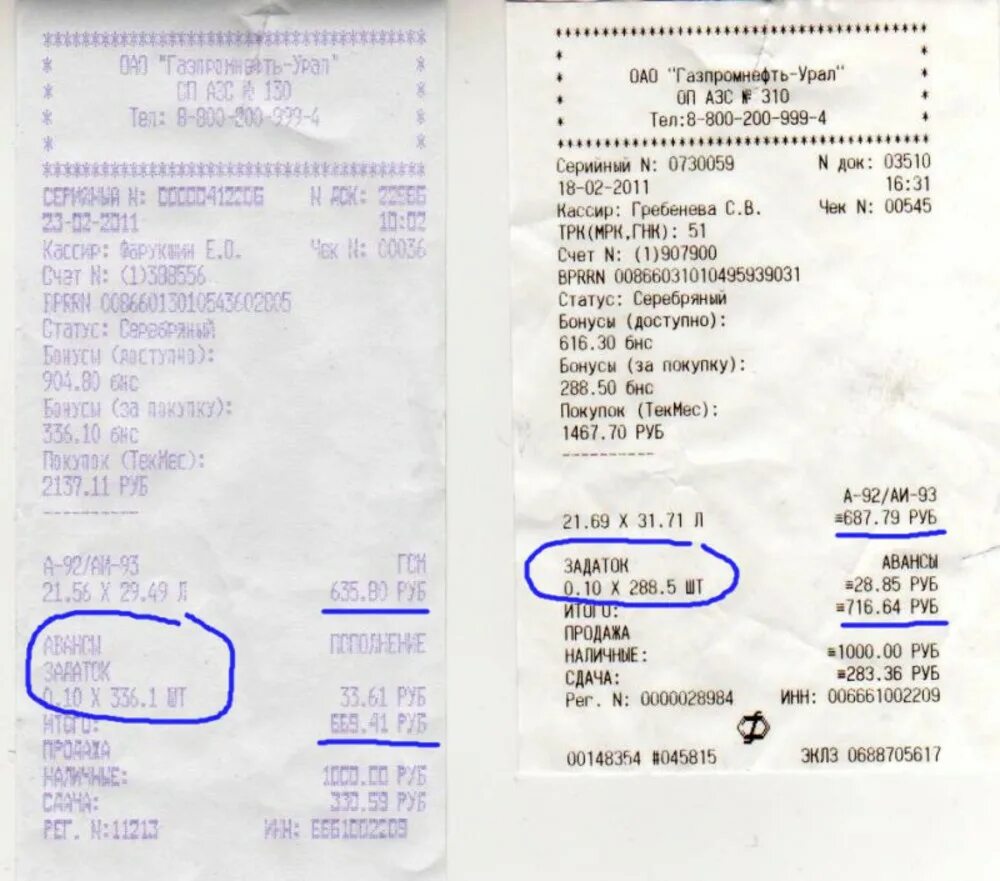 ОАО "Газпромнефть-Урал"
СП АЗС № 130
Тел: 8-800-200-999-4
СЕРИЙНЫЙ N: 00000412206 N ДОК: 22566
23-02-2011 10:02
Кассир: Фарукшин Е.О. Чек N: 00036
Счет N: (1)398556
BPRRN 00866013010543602005
Статус: Серебряный
Бонусы (доступно):
904.80 бнс
Бонусы (за покупку):
336.10 бнс
Покупок (ТекМес):
2137.11 РУБ
----------
А-92/АИ-93 ГСМ
21.56 X 29.49 Л 635.80 РУБ
АВАНСЫ ПОПОЛНЕНИЕ
ЗАДАТОК
0.10 X 336.1 ШТ 33.61 РУБ
ИТОГО: 669.41 РУБ
ПРОДАЖА
НАЛИЧНЫЕ: 1000.00 РУБ
СДАЧА: 330.59 РУБ
РЕГ. N:11213 ИНН: 6661002209
ОАО "Газпромнефть-Урал"
ОП АЗС № 310
Тел:8-800-200-999-4
Серийный N: 0730059 N док: 03510
18-02-2011 16:31
Кассир: Гребенева С.В. Чек N: 00545
ТРК(МРК,ГНК): 51
Счет N: (1)907900
BPRRN 00866031010495939031
Статус: Серебряный
Бонусы (доступно):
616.30 бнс
Бонусы (за покупку):
288.50 бнс
Покупок (ТекМес):
1467.70 РУБ
----------
А-92/АИ-93
21.69 X 31.71 Л ≡687.79 РУБ
ЗАДАТОК АВАНСЫ
0.10 X 288.5 ШТ ≡28.85 РУБ
ИТОГО: ≡716.64 РУБ
ПРОДАЖА
НАЛИЧНЫЕ: ≡1000.00 РУБ
СДАЧА: ≡283.36 РУБ
Рег. N: 0000028984 ИНН: 006661002209
00148354 #045815 ЭКЛЗ 0688705617